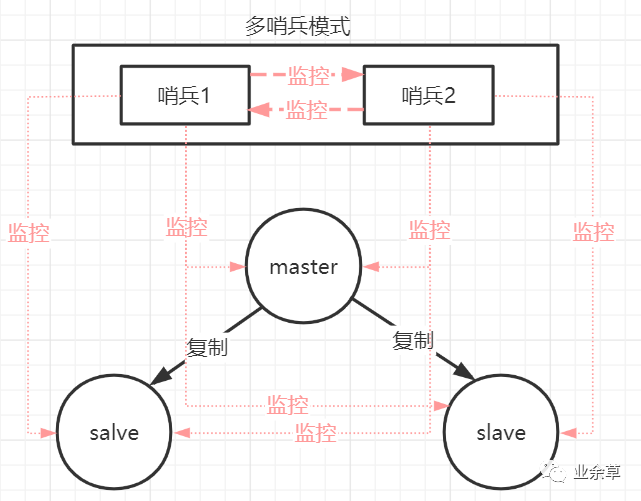 多哨兵模式
哨兵1
监控
监控
哨兵2
监控
监控
监控
监控
master
复制
复制
监控
监控
salve
slave
业余草